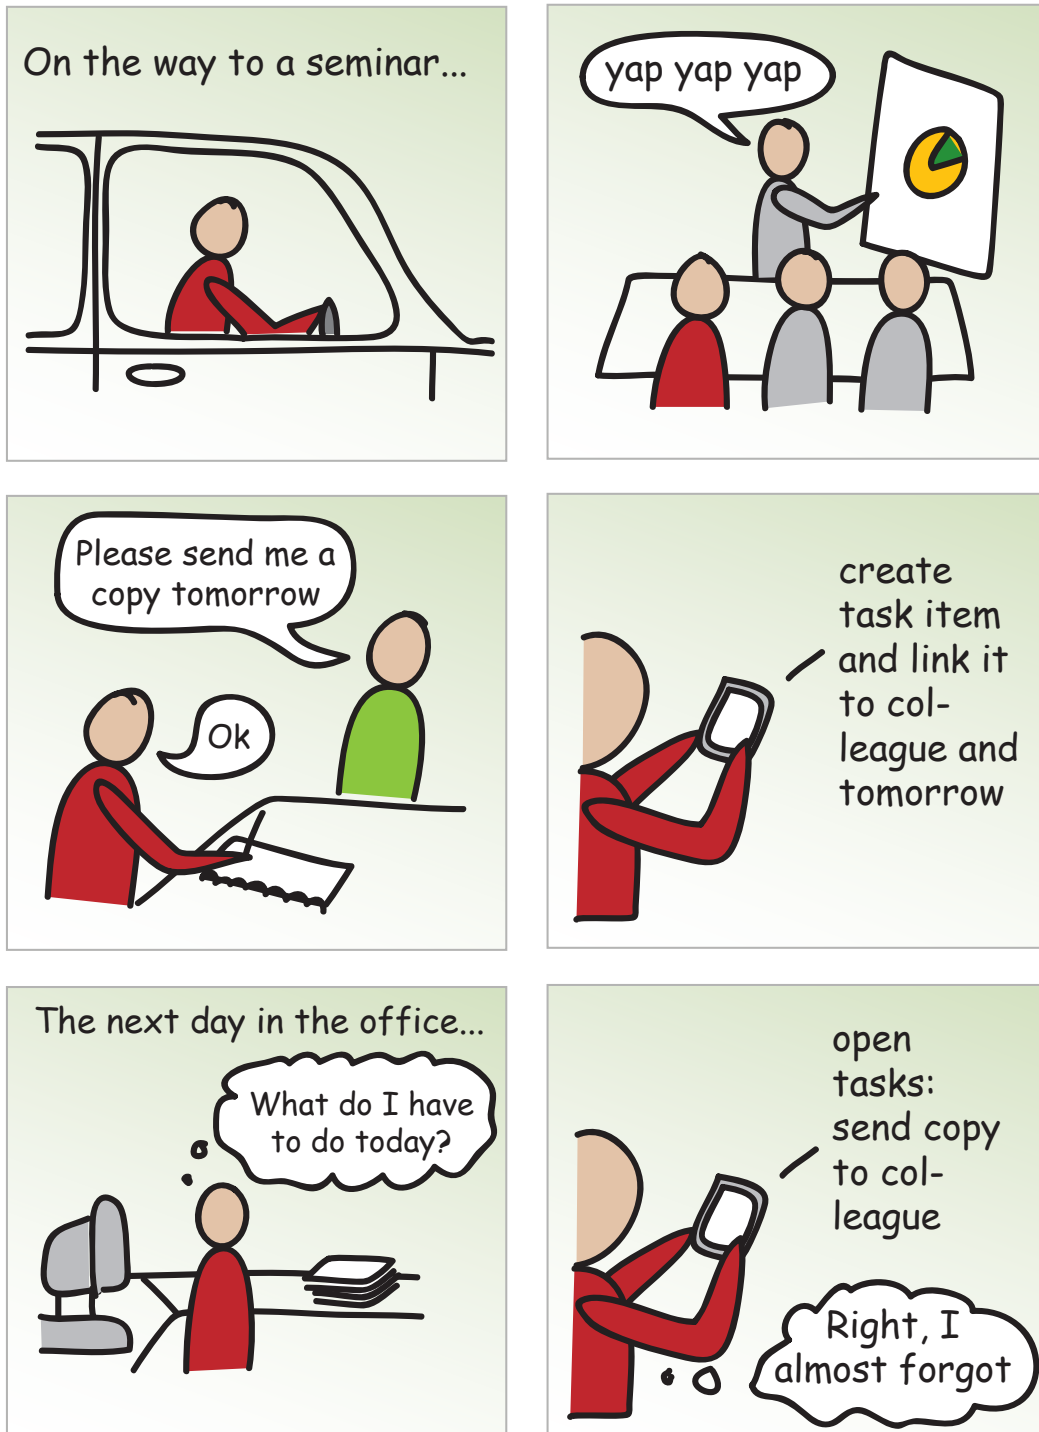 On the way to a seminar...
yap yap yap
Please send me a
copy tomorrow
Ok
create
task item
and link it
to col-
league and
tomorrow
The next day in the office...
What do I have
to do today?
open
tasks:
send copy
to col-
league
Right, I
almost forgot